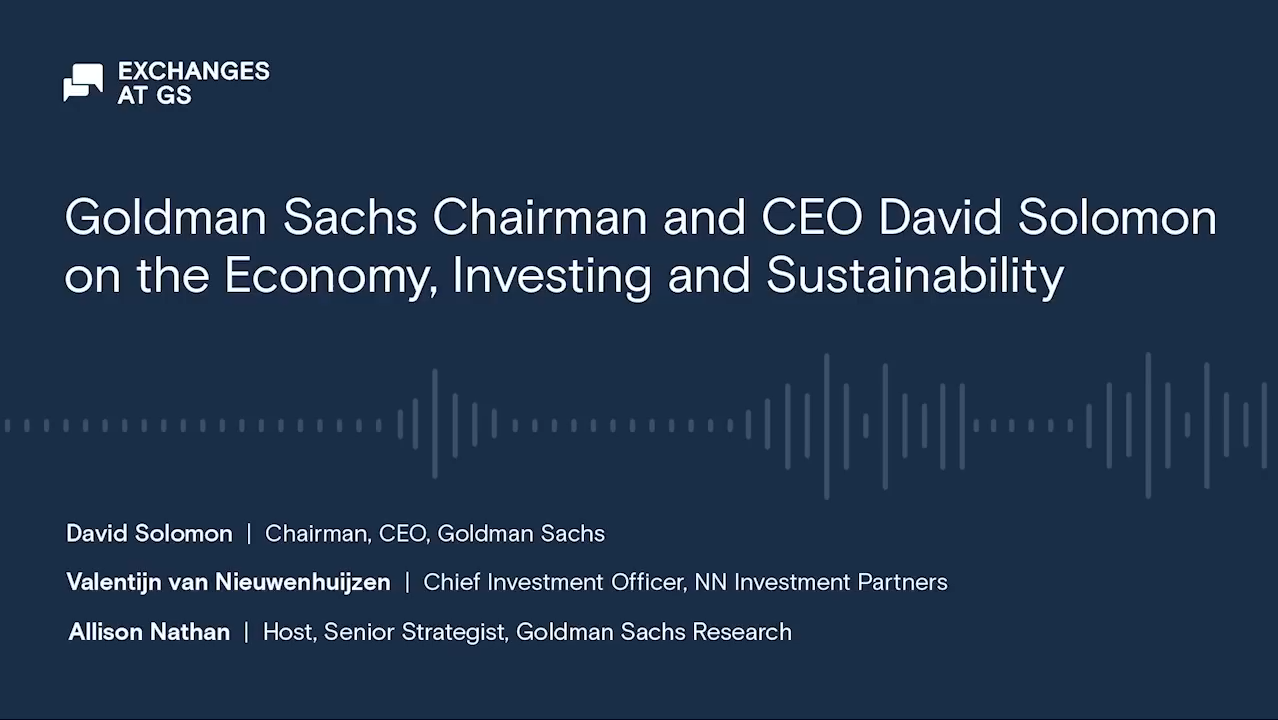 EXCHANGES
AT GS
Goldman Sachs Chairman and CEO David Solomon
on the Economy, Investing and Sustainability
David Solomon | Chairman, CEO, Goldman Sachs
Valentijn van Nieuwenhuijzen | Chief Investment Officer, NN Investment Partners
Allison Nathan | Host, Senior Strategist, Goldman Sachs Research